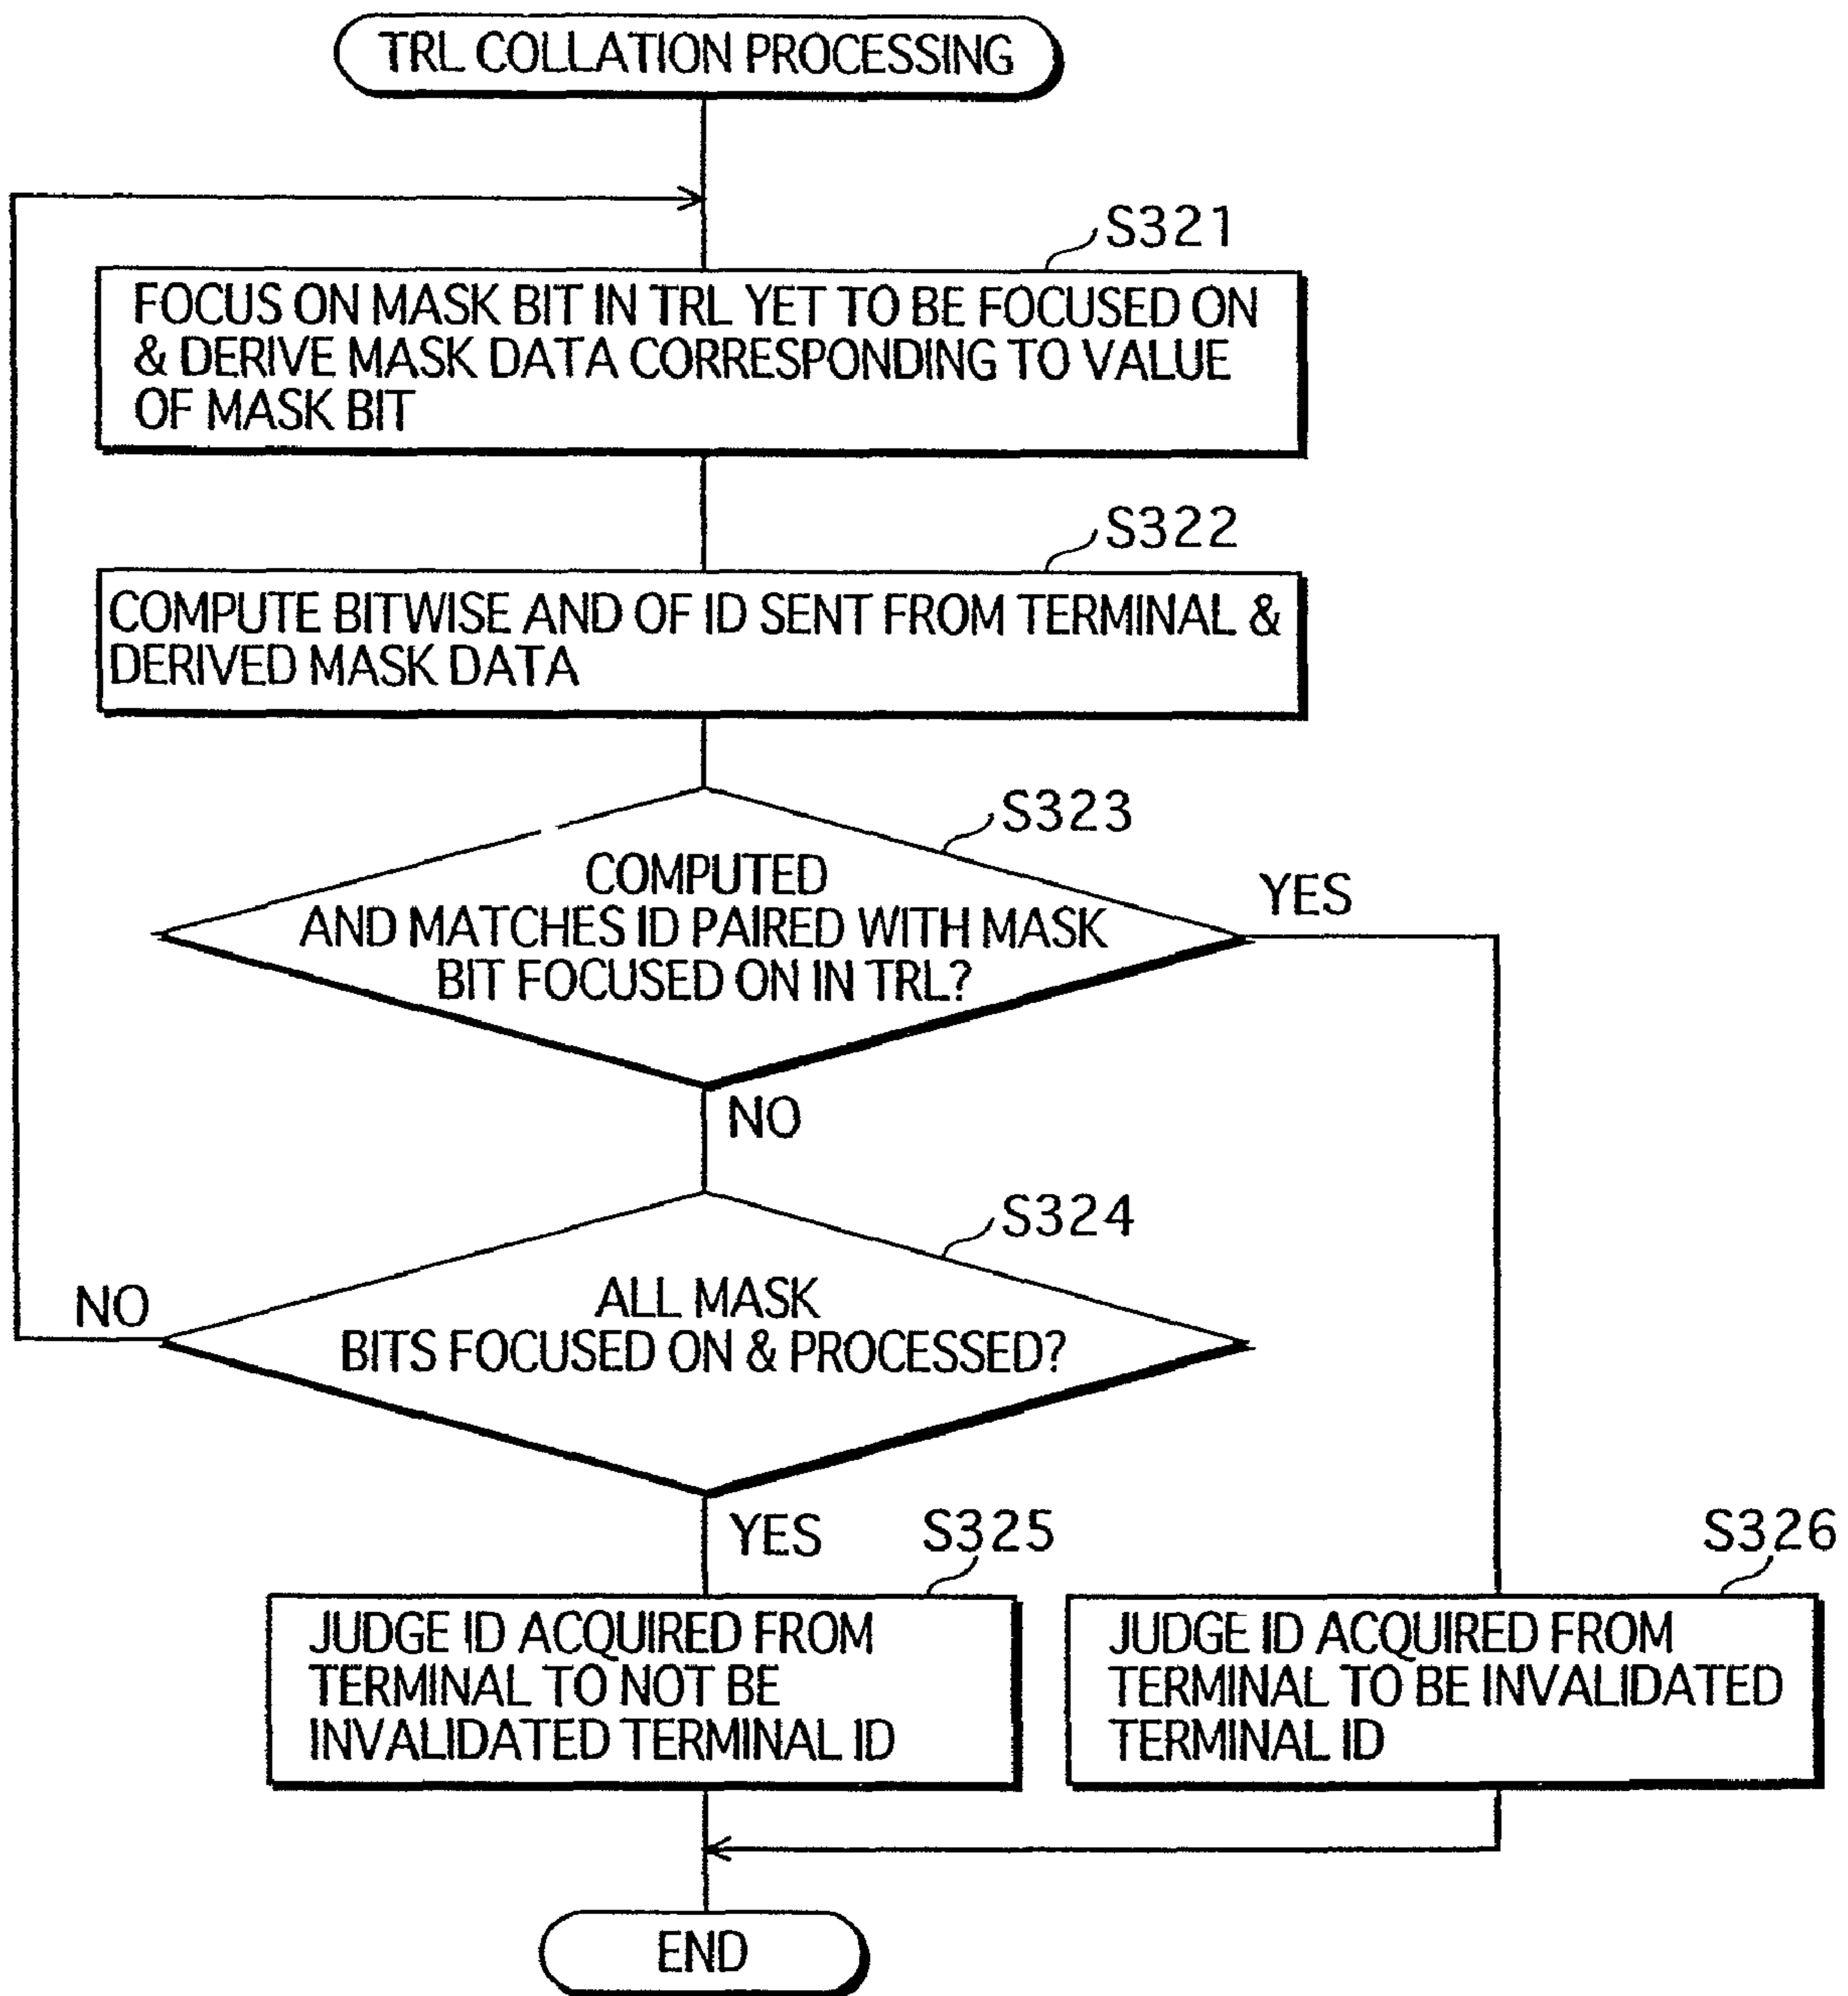 TRL COLLATION PROCESSING
S321
FOCUS ON MASK BIT IN TRL YET TO BE FOCUSED ON
& DERIVE MASK DATA CORRESPONDING TO VALUE
OF MASK BIT
S322
COMPUTE BITWISE AND OF ID SENT FROM TERMINAL &
DERIVED MASK DATA
S323
COMPUTED
AND MATCHES ID PAIRED WITH MASK
BIT FOCUSED ON IN TRL?
YES
NO
S324
ALL MASK
BITS FOCUSED ON & PROCESSED?
NO
YES
S325
JUDGE ID ACQUIRED FROM
TERMINAL TO NOT BE
INVALIDATED TERMINAL ID
S326
JUDGE ID ACQUIRED FROM
TERMINAL TO BE INVALIDATED
TERMINAL ID
END